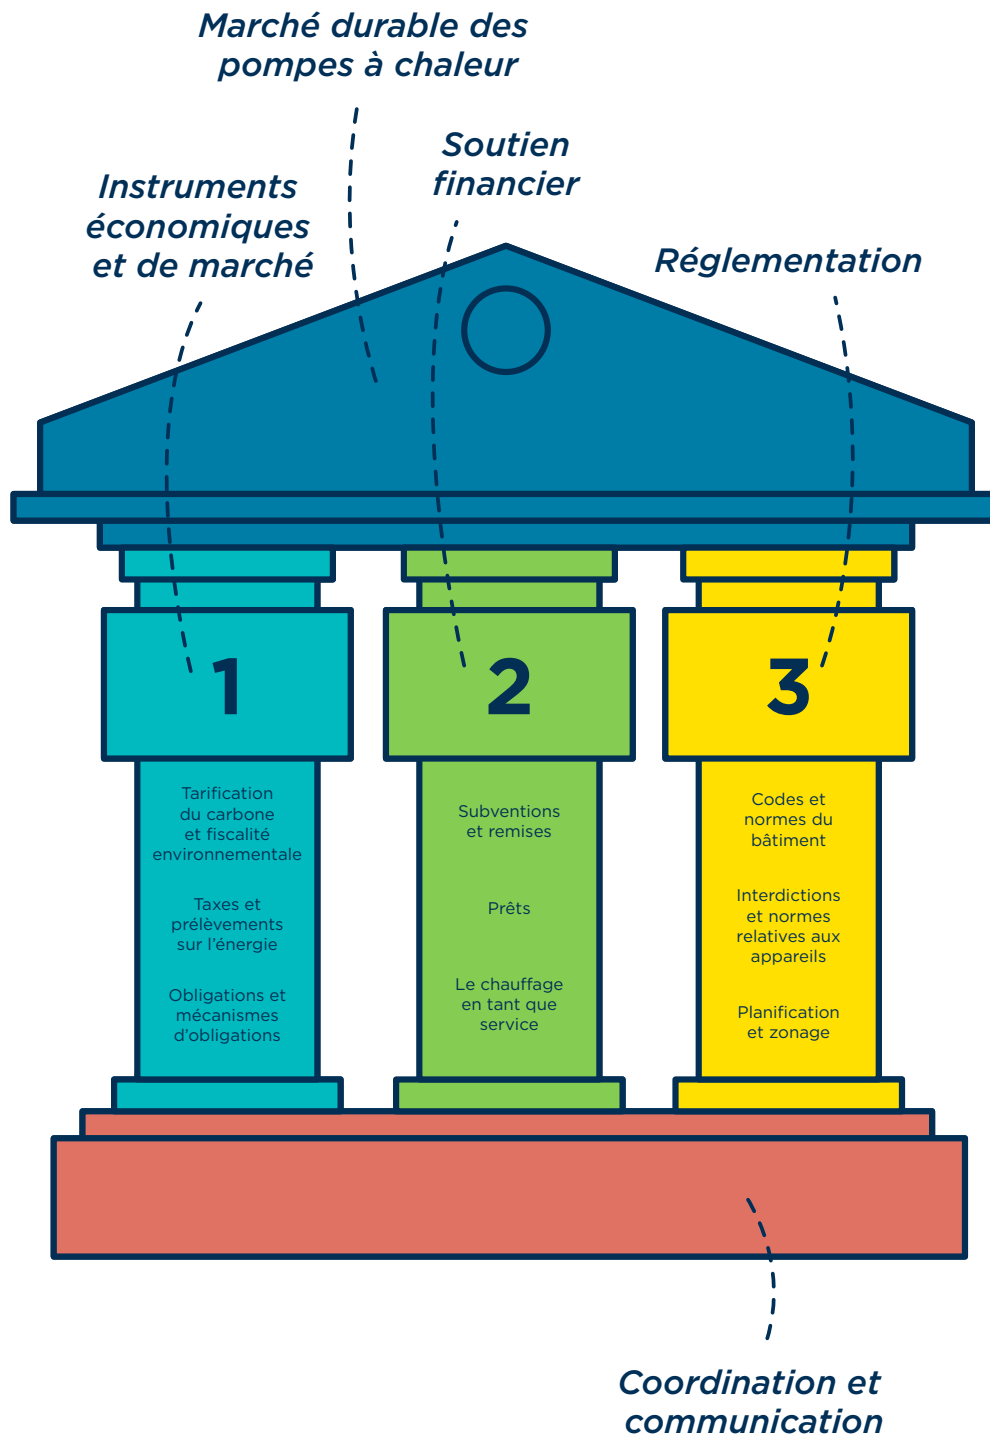 Marché durable des
pompes à chaleur
Soutien
financier
Instruments
économiques
et de marché
Réglementation
1
2
3
Tarification
du carbone
et fiscalité
environnementale
Taxes et
prélèvements
sur l’énergie
Obligations et
mécanismes
d’obligations
Subventions
et remises
Prêts
Le chauffage
en tant que
service
Codes et
normes du
bâtiment
Interdictions
et normes
relatives aux
appareils
Planification
et zonage
Coordination et
communication